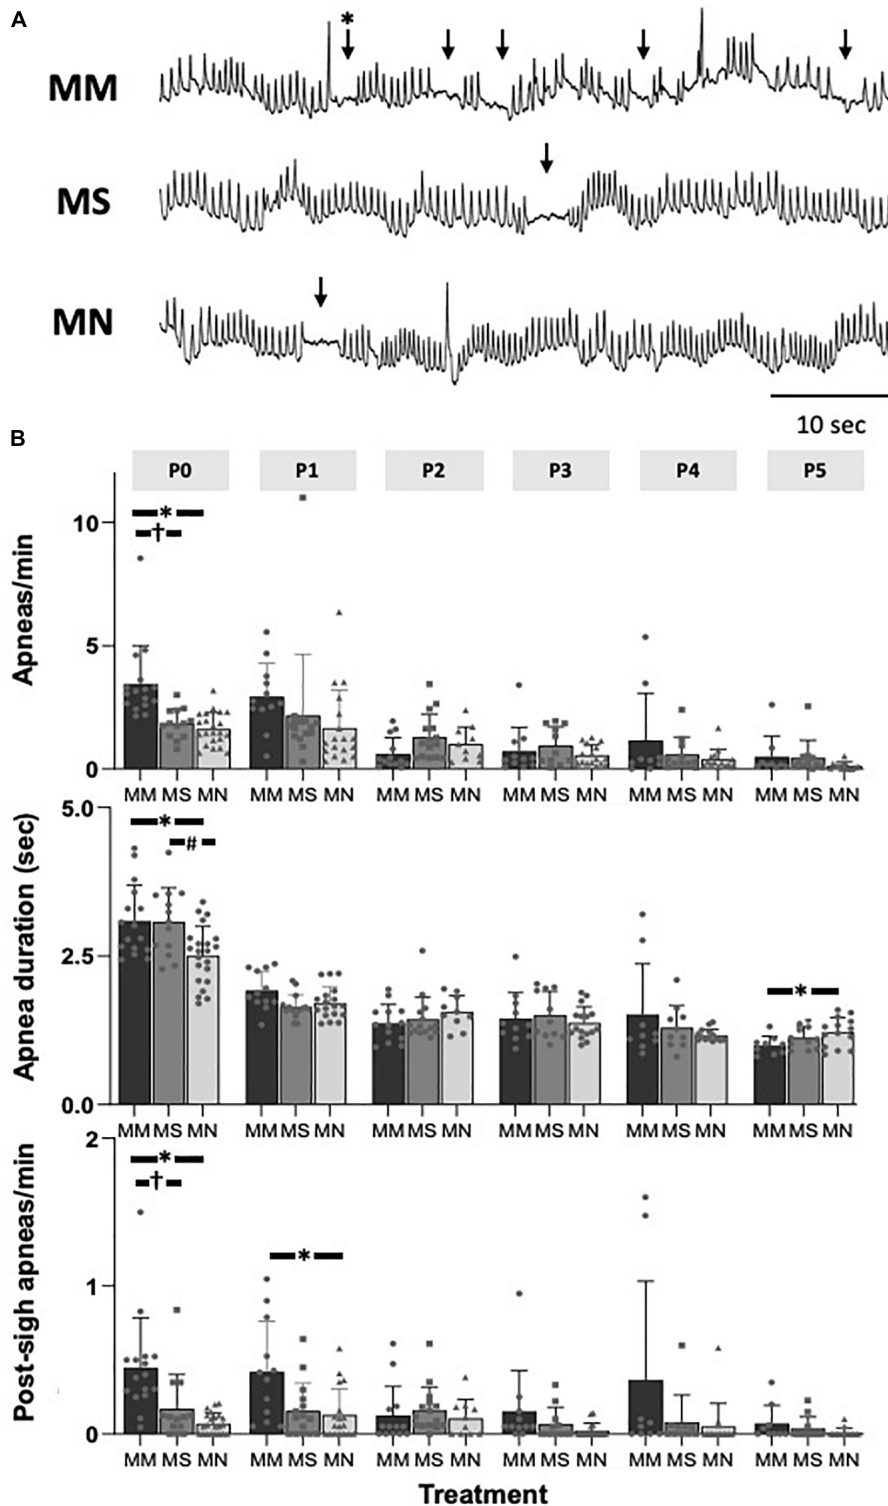 A
*
MM
MS
MN
10 sec
B
P0 P1 P2 P3 P4 P5
Apneas/min
10
5
0
*
†
MM MS MN MM MS MN MM MS MN MM MS MN MM MS MN MM MS MN
Apnea duration (sec)
5.0
2.5
0.0
*
#
*
MM MS MN MM MS MN MM MS MN MM MS MN MM MS MN MM MS MN
Post-sigh apneas/min
2
1
0
*
†
*
MM MS MN MM MS MN MM MS MN MM MS MN MM MS MN MM MS MN
Treatment